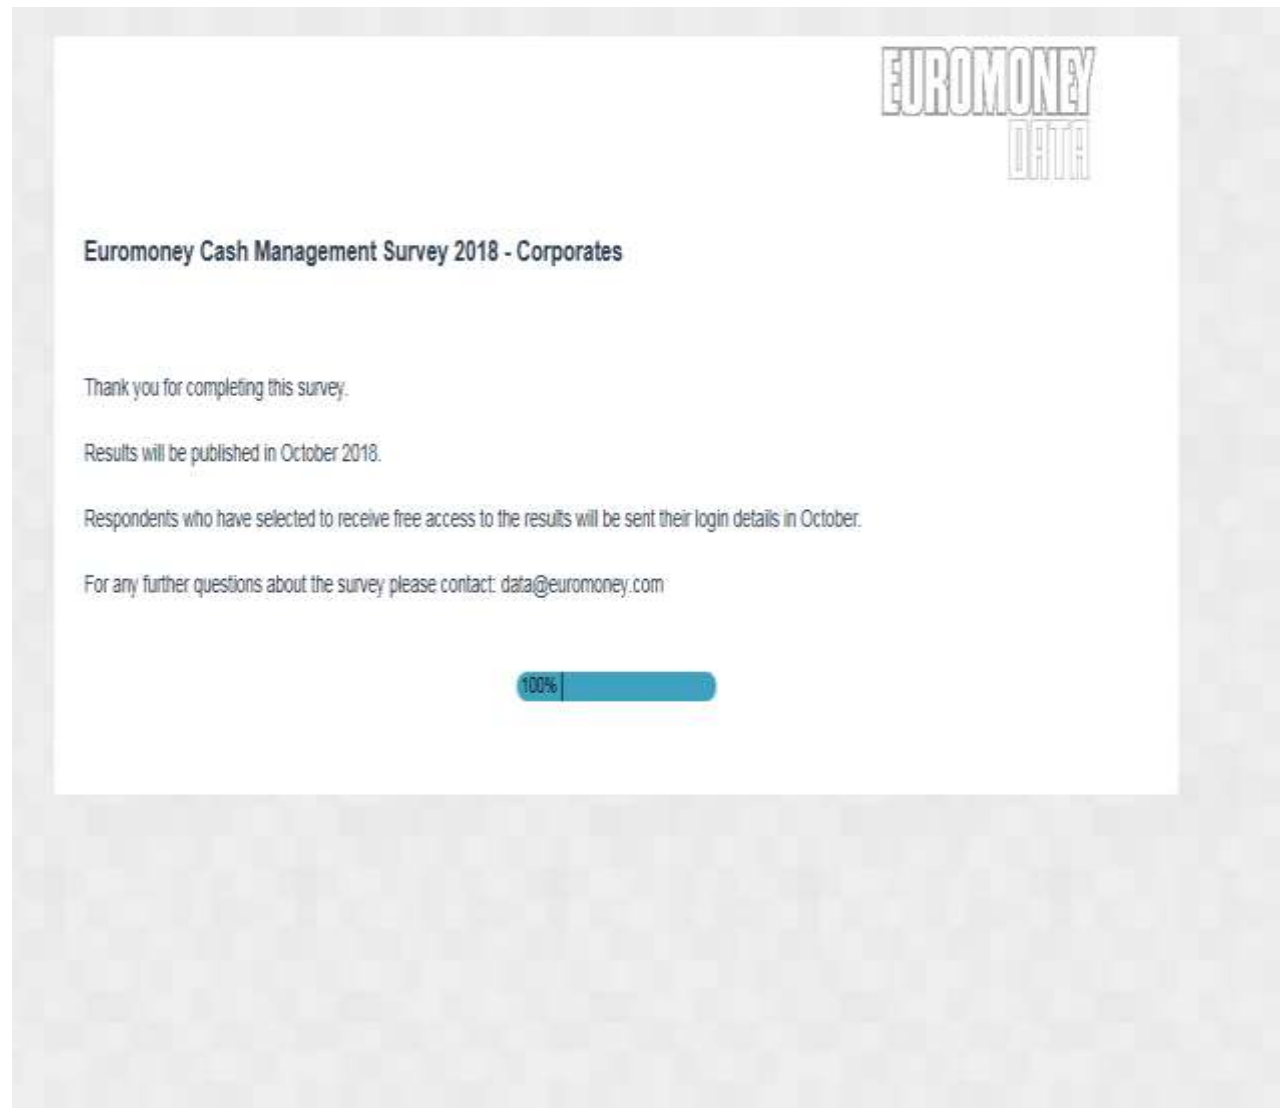 EUROMONEY
DATA
Euromoney Cash Management Survey 2018 - Corporates
Thank you for completing this survey.
Results will be published in October 2018.
Respondents who have selected to receive free access to the results will be sent their login details in October.
For any further questions about the survey please contact: data@euromoney.com
100%